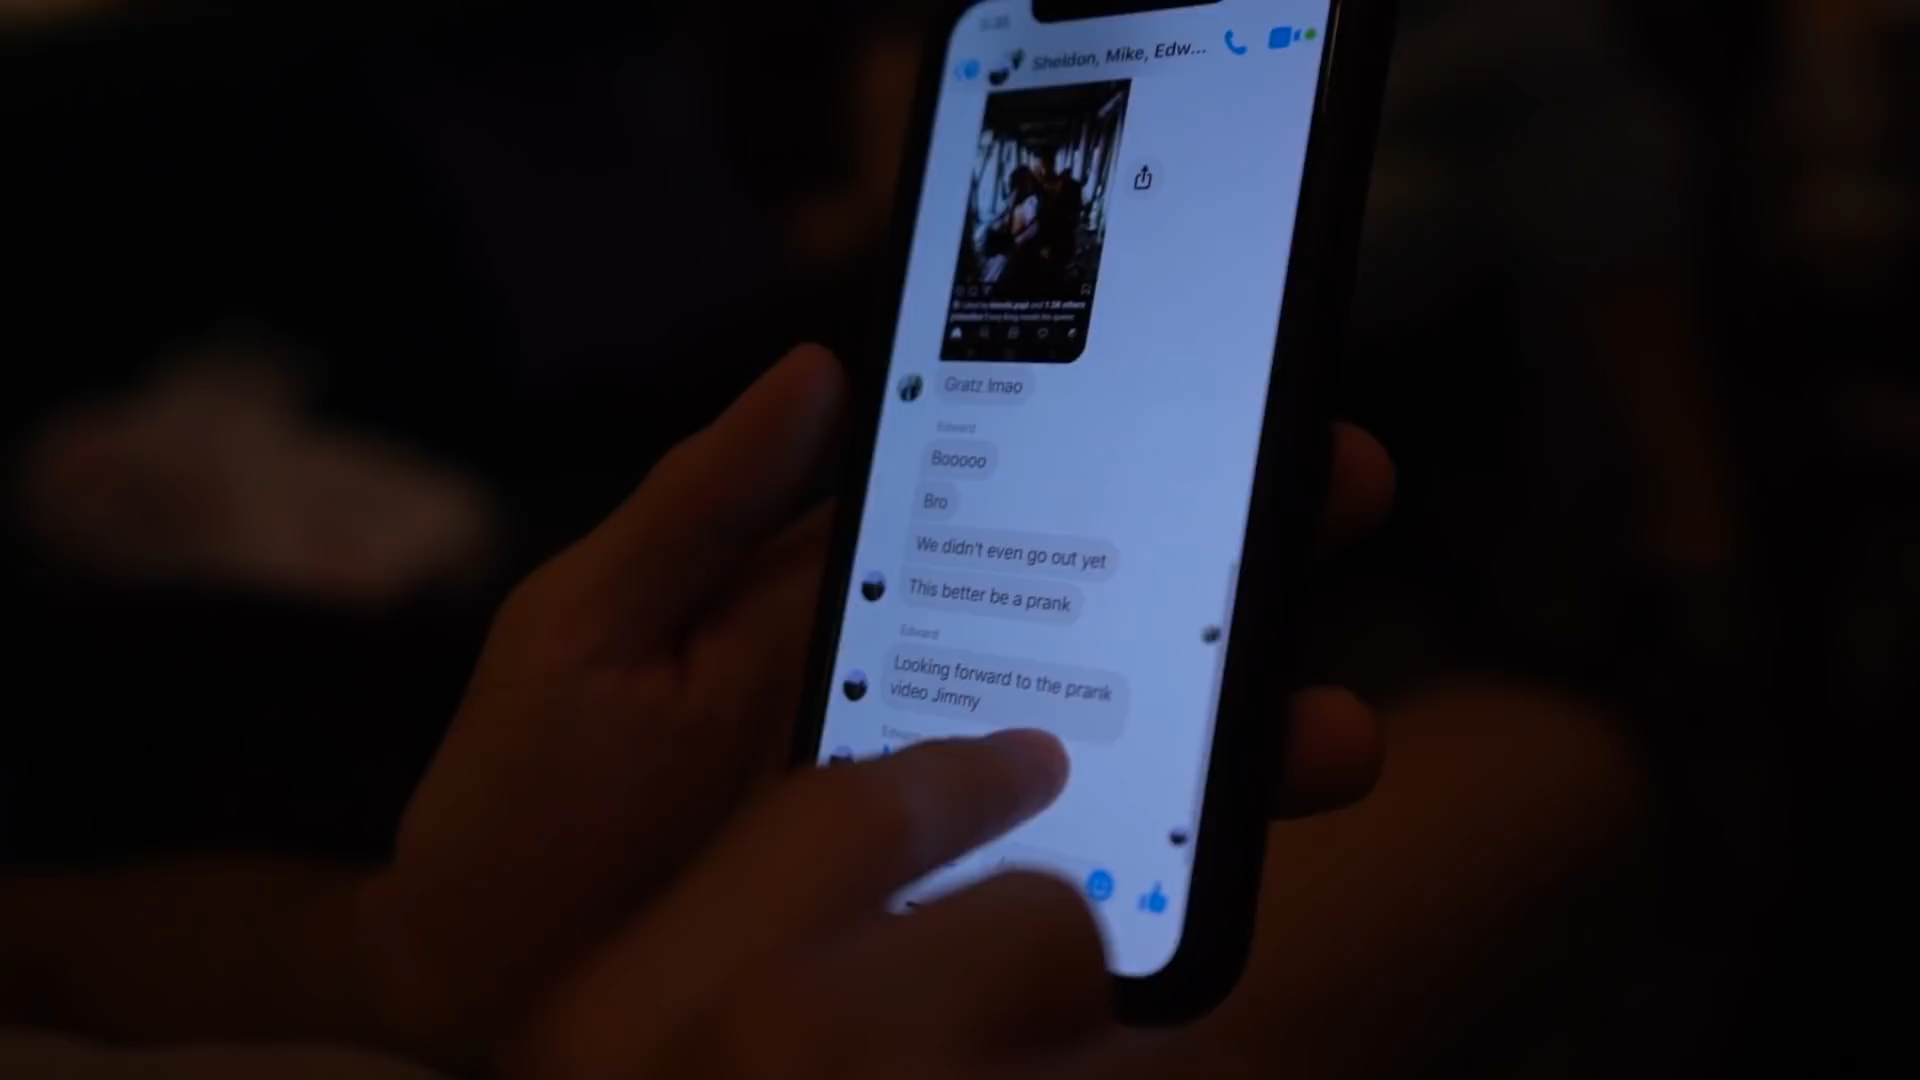 Sheldon, Mike, Edw...
Gratz lmao
Edward
Booooo
Bro
We didn't even go out yet
This better be a prank
Edward
Looking forward to the prank
video Jimmy